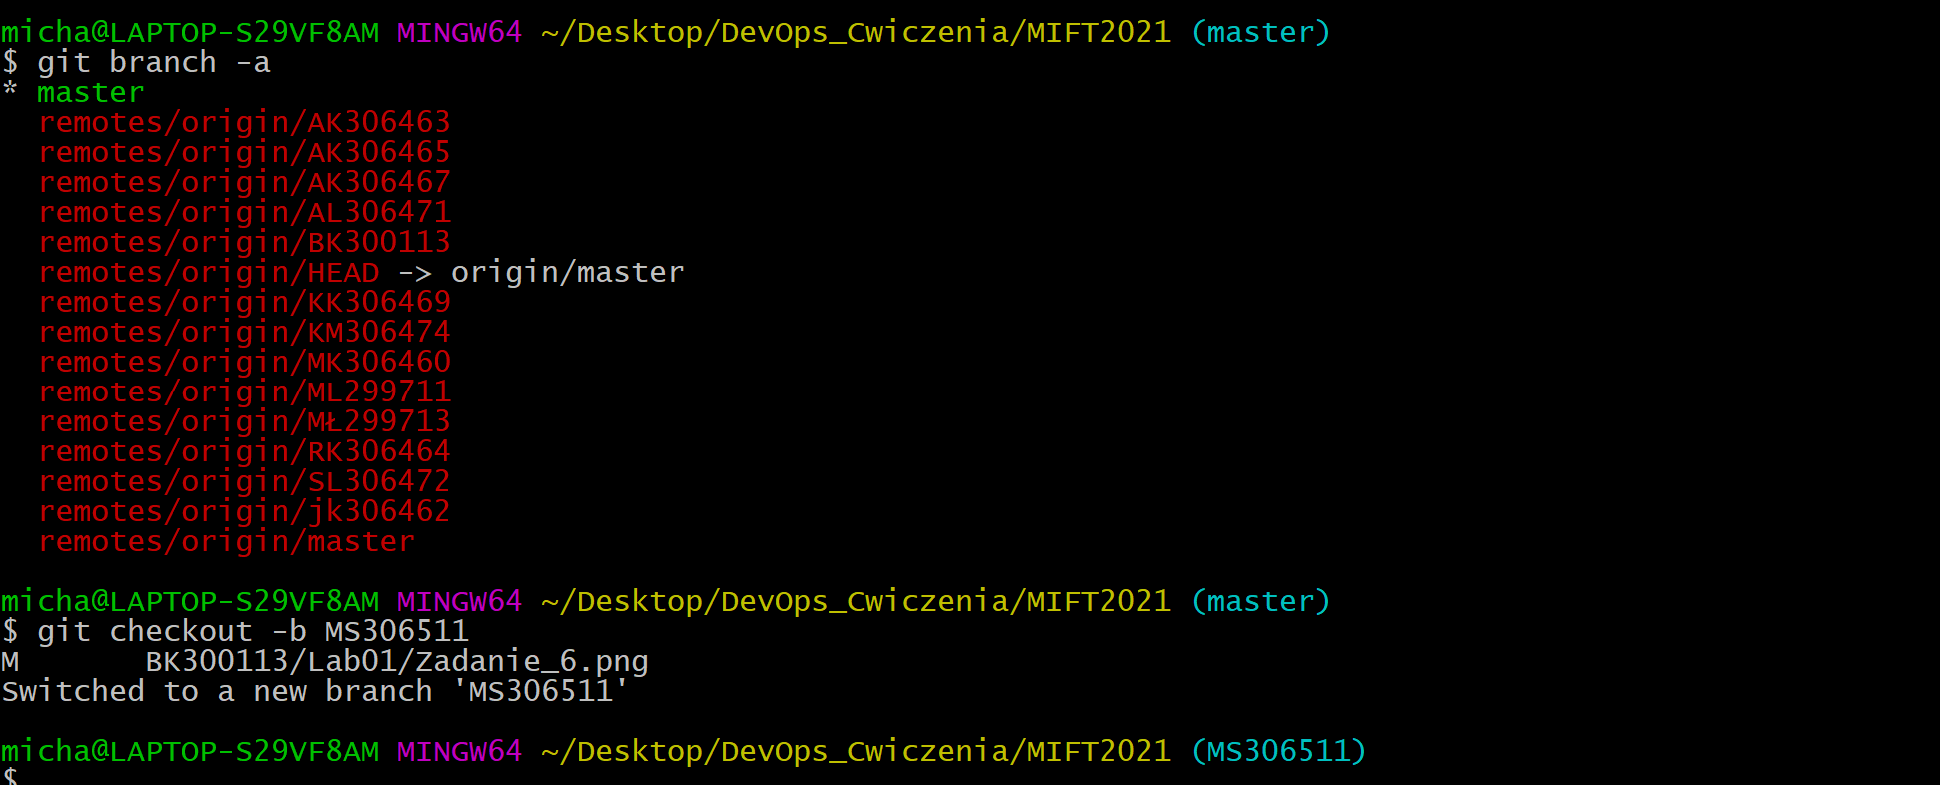 micha@LAPTOP-S29VF8AM MINGW64 ~/Desktop/DevOps_Cwiczenia/MIFT2021 (master)
$ git branch -a
* master
  remotes/origin/AK306463
  remotes/origin/AK306465
  remotes/origin/AK306467
  remotes/origin/AL306471
  remotes/origin/BK300113
  remotes/origin/HEAD -> origin/master
  remotes/origin/KK306469
  remotes/origin/KM306474
  remotes/origin/MK306460
  remotes/origin/ML299711
  remotes/origin/MŁ299713
  remotes/origin/RK306464
  remotes/origin/SL306472
  remotes/origin/jk306462
  remotes/origin/master
micha@LAPTOP-S29VF8AM MINGW64 ~/Desktop/DevOps_Cwiczenia/MIFT2021 (master)
$ git checkout -b MS306511
M       BK300113/Lab01/Zadanie_6.png
Switched to a new branch 'MS306511'
micha@LAPTOP-S29VF8AM MINGW64 ~/Desktop/DevOps_Cwiczenia/MIFT2021 (MS306511)
$